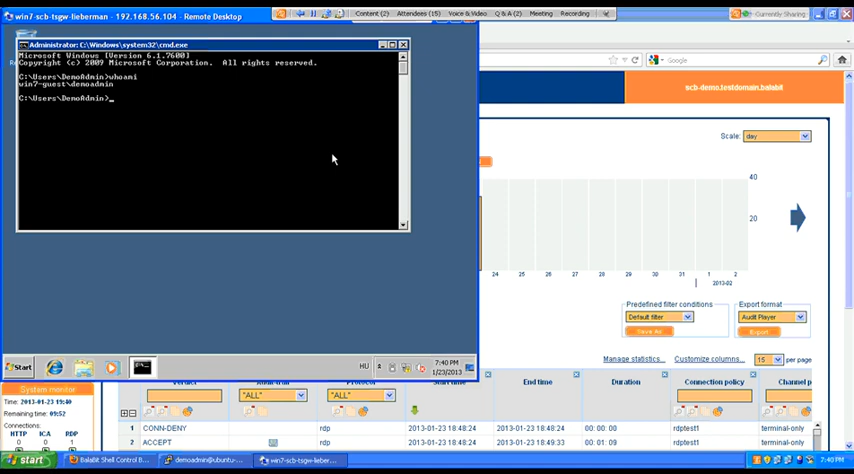 win7-scb-tsgw-lieberman - 192.168.56.104 - Remote Desktop
Content (2) Attendees (15) Voice & Video Q & A (2) Meeting Recording
Currently Sharing
Administrator: C:\Windows\system32\cmd.exe
Microsoft Windows [Version 6.1.7600]
Copyright (c) 2009 Microsoft Corporation. All rights reserved.
C:\Users\DemoAdmin>whoami
win7-guest\demoadmin
C:\Users\DemoAdmin>_
Google
scb-demo.testdomain.balabit
Scale: day
40
20
24 25 26 27 28 29 30 31 1 2
2013-02
Predefined filter conditions
Default filter
Save As
Export format
Audit Player
Export
Manage statistics...
Customize columns...
15 per page
Start
HU
7:40 PM
1/23/2013
System monitor
Time: 2013-01-23 19:40
Remaining time: 09:52
Connections:
HTTP ICA RDP
0 0 1
Verdict Audit-trail Protocol Start time End time Duration Connection policy Channel p
"ALL" "ALL"
rdptest1 terminal-only
1 CONN-DENY rdp 2013-01-23 18:48:24 2013-01-23 18:48:24 00: 00: 00 rdptest1 terminal-only
2 ACCEPT rdp 2013-01-23 18:48:24 2013-01-23 18:49:33 00: 01: 09
start
BalaBit Shell Control B...
demoadmin@ubuntu-...
win7-scb-tsgw-lieber...
7:40 PM